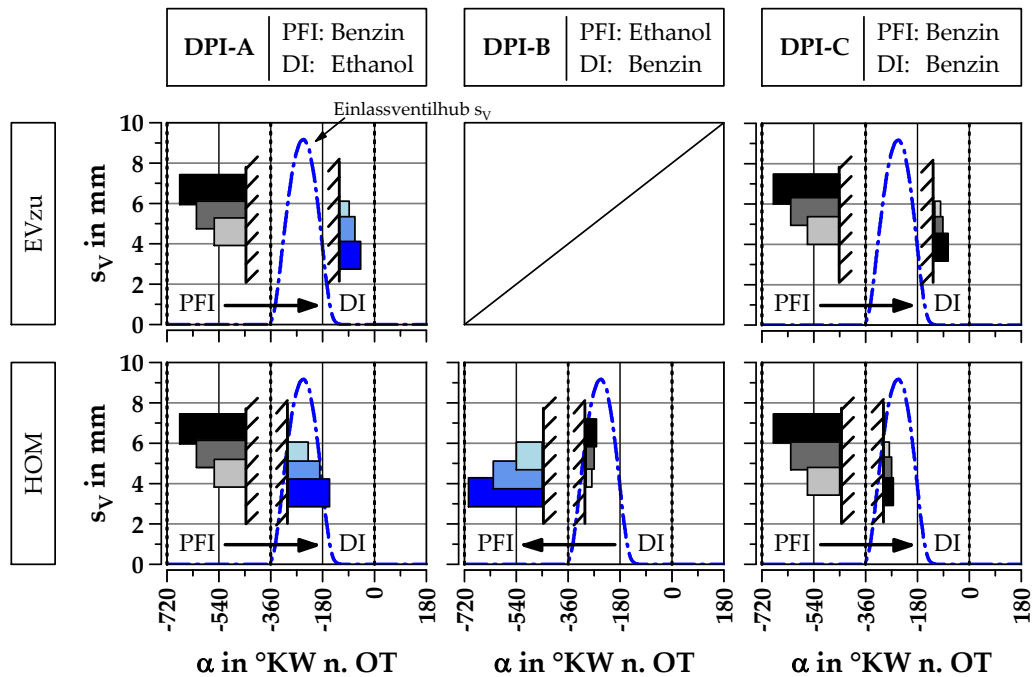 DPI-A
PFI: Benzin
DI: Ethanol
DPI-B
PFI: Ethanol
DI: Benzin
DPI-C
PFI: Benzin
DI: Benzin
EVzu
s_V in mm
10
8
6
4
2
0
Einlassventilhub s_V
PFI DI
PFI DI
HOM
s_V in mm
10
8
6
4
2
0
PFI DI
PFI DI
PFI DI
-720 -540 -360 -180 0 180
-720 -540 -360 -180 0 180
-720 -540 -360 -180 0 180
α in °KW n. OT
α in °KW n. OT
α in °KW n. OT